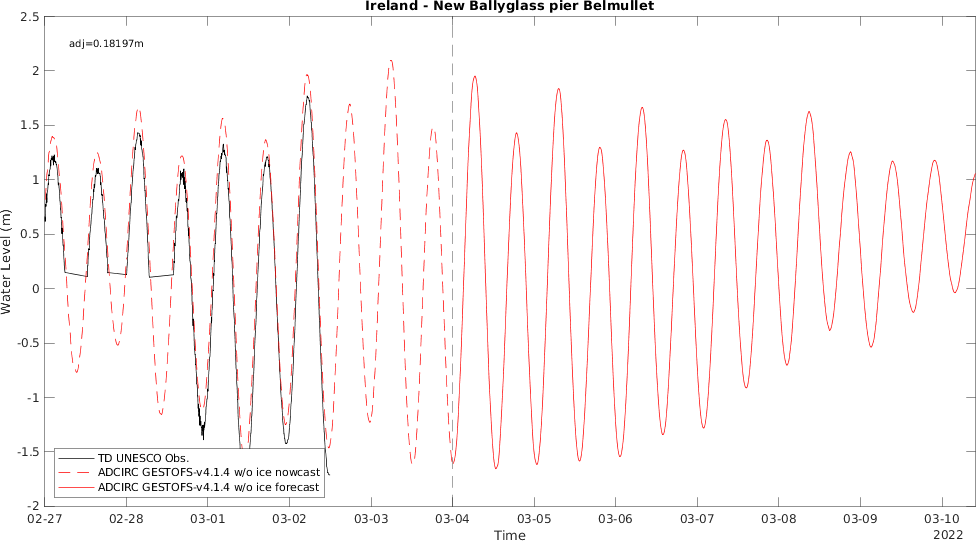 Ireland - New Ballyglass pier Belmullet
adj=0.18197m
2.5
2
1.5
1
0.5
0
-0.5
-1
-1.5
-2
Water Level (m)
TD UNESCO Obs.
ADCIRC GESTOFS-v4.1.4 w/o ice nowcast
ADCIRC GESTOFS-v4.1.4 w/o ice forecast
02-27 02-28 03-01 03-02 03-03 03-04 03-05 03-06 03-07 03-08 03-09 03-10
Time
2022